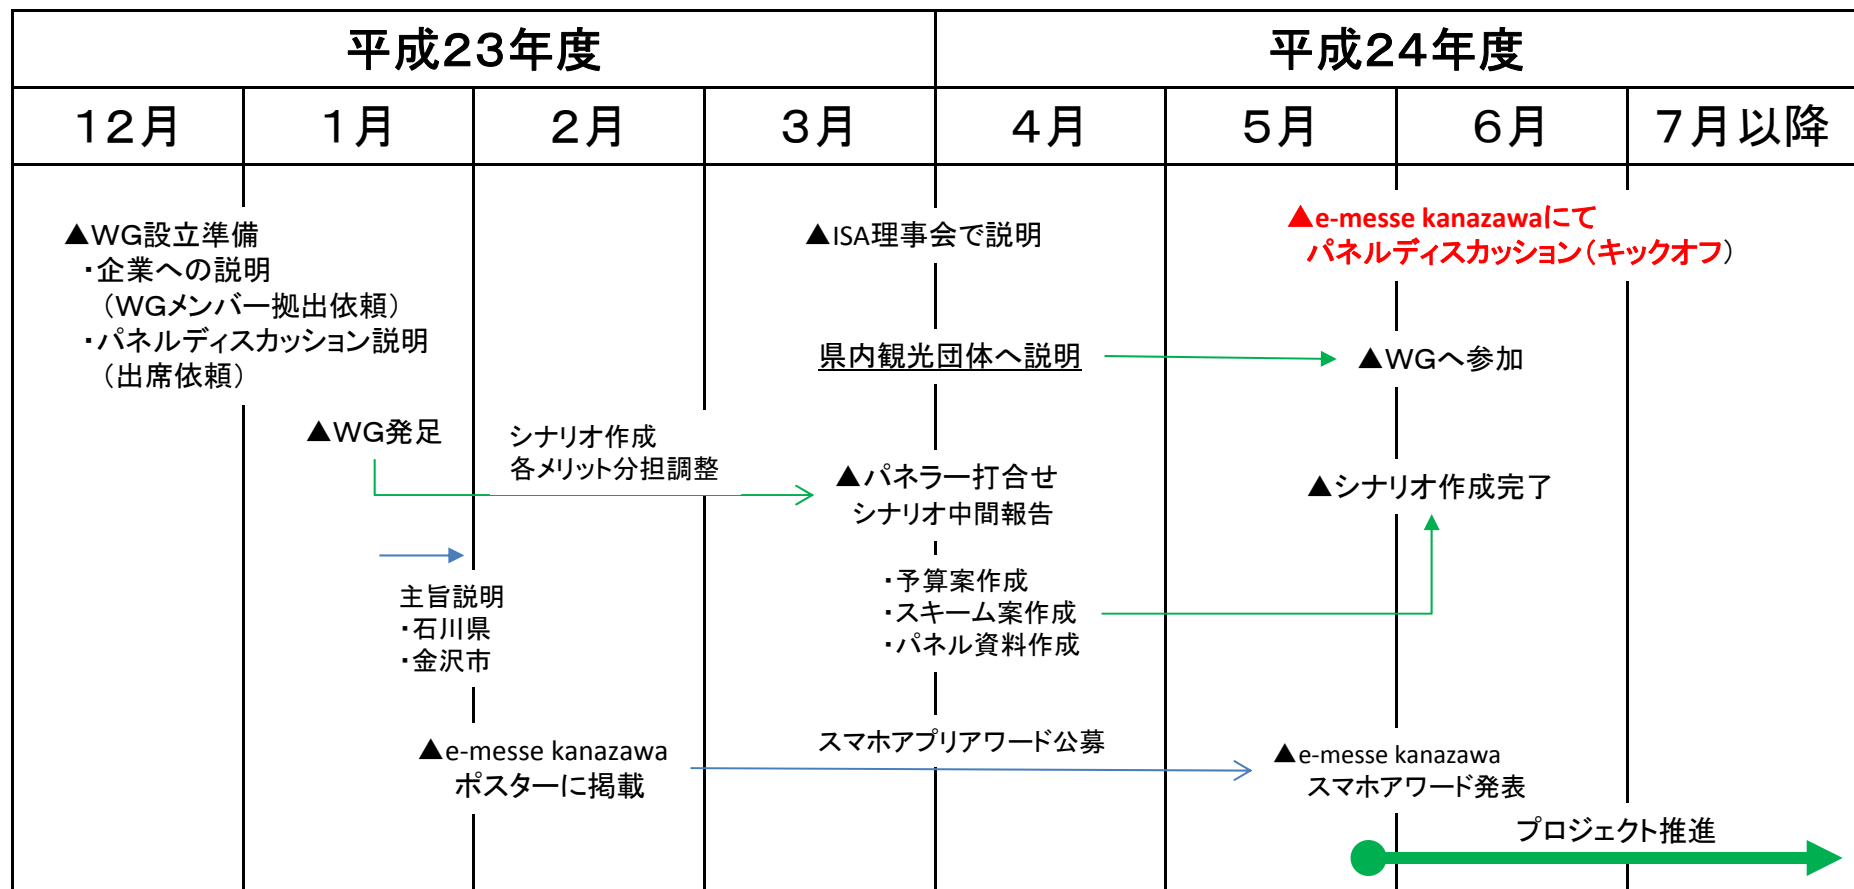 平成23年度
平成24年度
12月
1月
2月
3月
4月
5月
6月
7月以降
▲WG設立準備
・企業への説明
（WGメンバー拠出依頼）
・パネルディスカッション説明
（出席依頼）
▲ISA理事会で説明
▲e-messe kanazawaにて
パネルディスカッション（キックオフ）
県内観光団体へ説明
▲WGへ参加
▲WG発足
シナリオ作成
各メリット分担調整
▲パネラー打合せ
シナリオ中間報告
▲シナリオ作成完了
主旨説明
・石川県
・金沢市
・予算案作成
・スキーム案作成
・パネル資料作成
▲e-messe kanazawa
ポスターに掲載
スマホアプリアワード公募
▲e-messe kanazawa
スマホアワード発表
プロジェクト推進